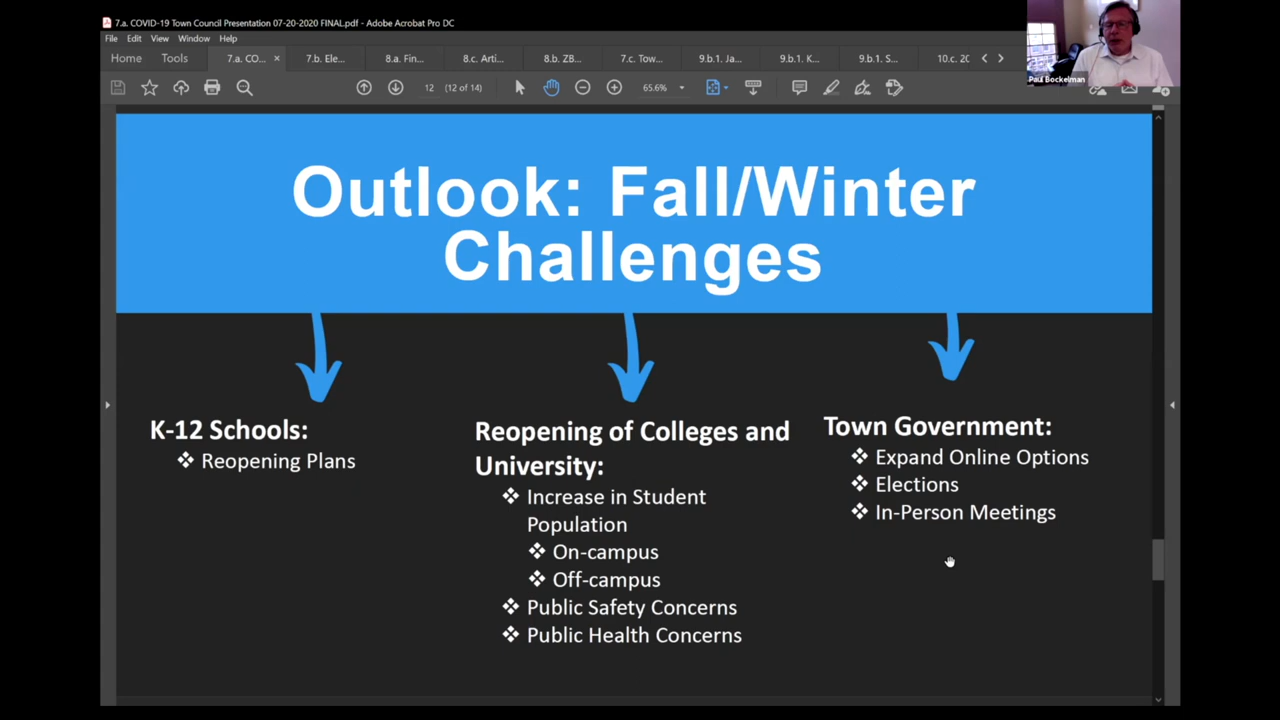 7.a. COVID-19 Town Council Presentation 07-20-2020 FINAL.pdf - Adobe Acrobat Pro DC
File Edit View Window Help
Home Tools 7.a. CO... × 7.b. Ele... 8.a. Fin... 8.c. Arti... 8.b. ZB... 7.c. Tow... 9.b.1. Ja... 9.b.1. K... 9.b.1. S... 10.c. 20
12 (12 of 14) 65.6%
Paul Bockelman
Outlook: Fall/Winter
Challenges
K-12 Schools:
❖ Reopening Plans
Reopening of Colleges and
University:
❖ Increase in Student
Population
❖ On-campus
❖ Off-campus
❖ Public Safety Concerns
❖ Public Health Concerns
Town Government:
❖ Expand Online Options
❖ Elections
❖ In-Person Meetings